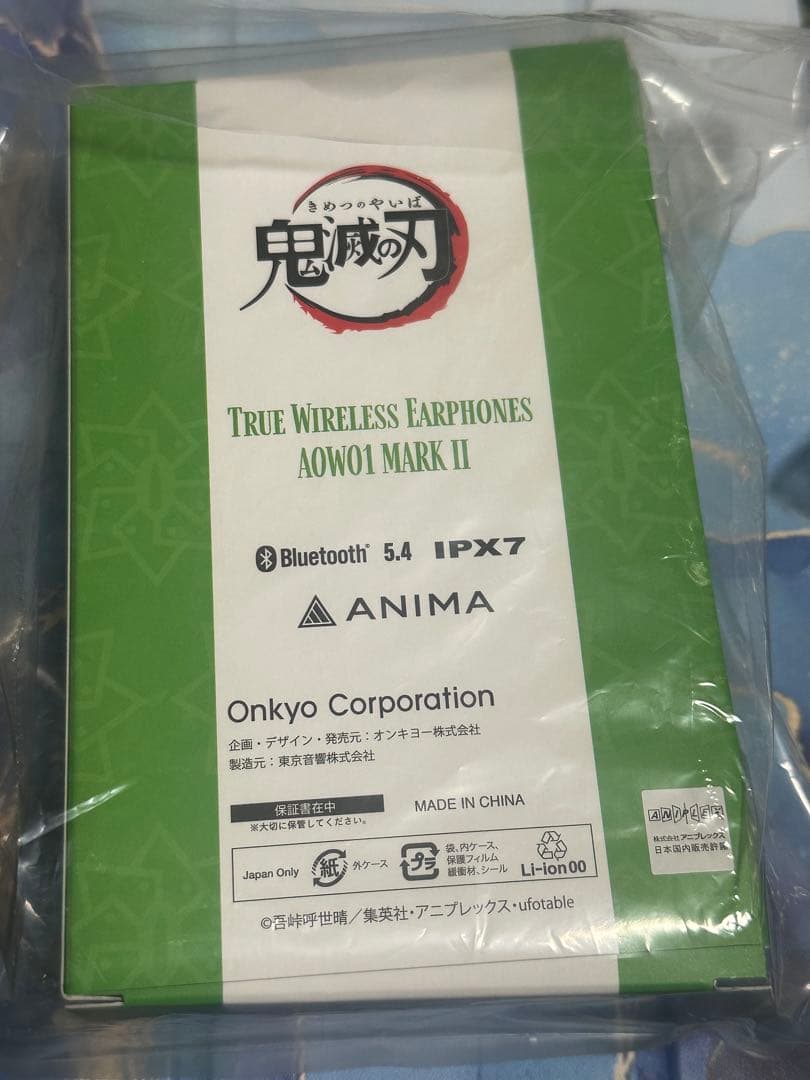 きめつのやいば
鬼滅の刃
TRUE WIRELESS EARPHONES
AOW01 MARK II
Bluetooth® 5.4 IPX7
ANIMA
Onkyo Corporation
企画・デザイン・発売元：オンキヨー株式会社
製造元：東京音響株式会社
保証書在中
※大切に保管してください。
MADE IN CHINA
ANIPLEX
株式会社アニプレックス
日本国内販売許諾
Japan Only
紙
外ケース
プラ
袋、内ケース、
保護フィルム
緩衝材、シール
Li-ion 00
©吾峠呼世晴／集英社・アニプレックス・ufotable